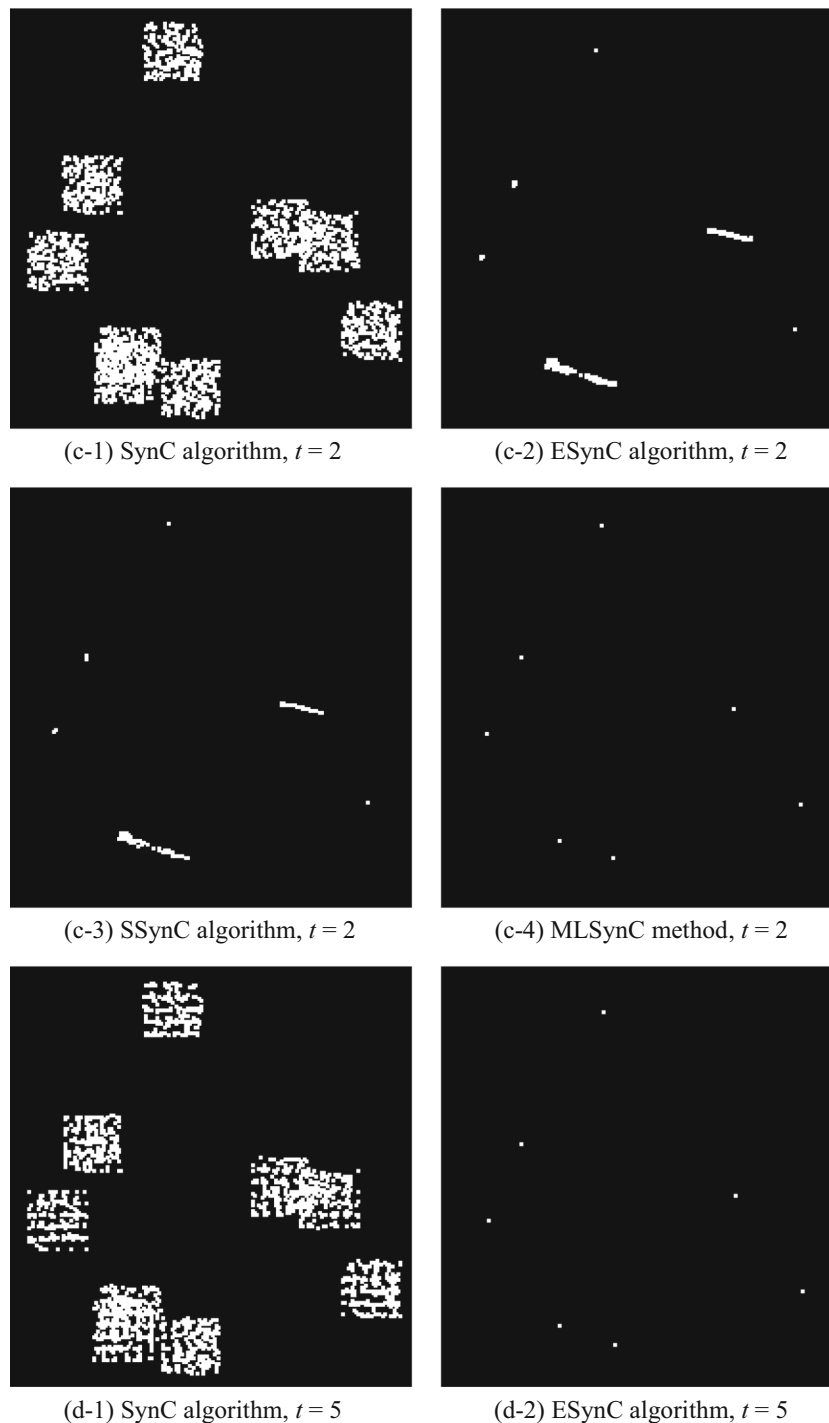 (c-1) SynC algorithm, t = 2
(c-2) ESynC algorithm, t = 2
(c-3) SSynC algorithm, t = 2
(c-4) MLSynC method, t = 2
(d-1) SynC algorithm, t = 5
(d-2) ESynC algorithm, t = 5